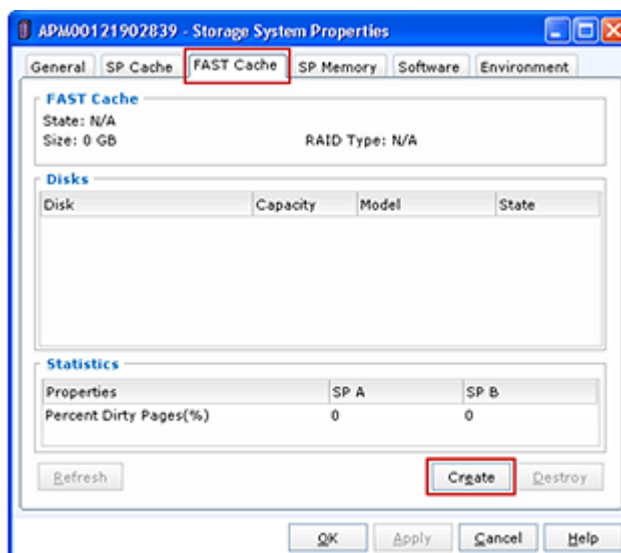 APM00121902839 - Storage System Properties
General SP Cache FAST Cache SP Memory Software Environment
FAST Cache
State: N/A
Size: 0 GB RAID Type: N/A
Disks
Disk Capacity Model State
Statistics
Properties SP A SP B
Percent Dirty Pages(%) 0 0
Refresh Create Destroy
OK Apply Cancel Help